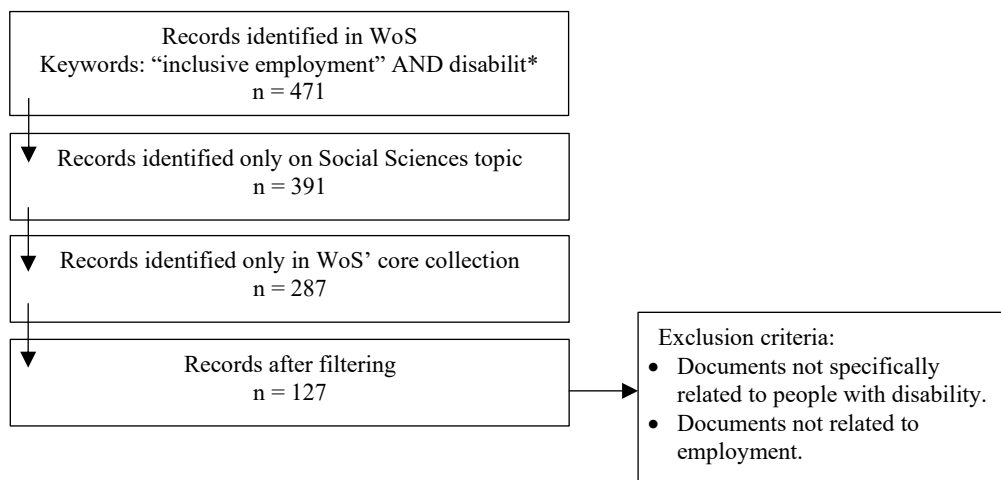 Records identified in WoS
Keywords: “inclusive employment” AND disabilit*
n = 471
Records identified only on Social Sciences topic
n = 391
Records identified only in WoS’ core collection
n = 287
Records after filtering
n = 127
Exclusion criteria:
• Documents not specifically
related to people with disability.
• Documents not related to
employment.